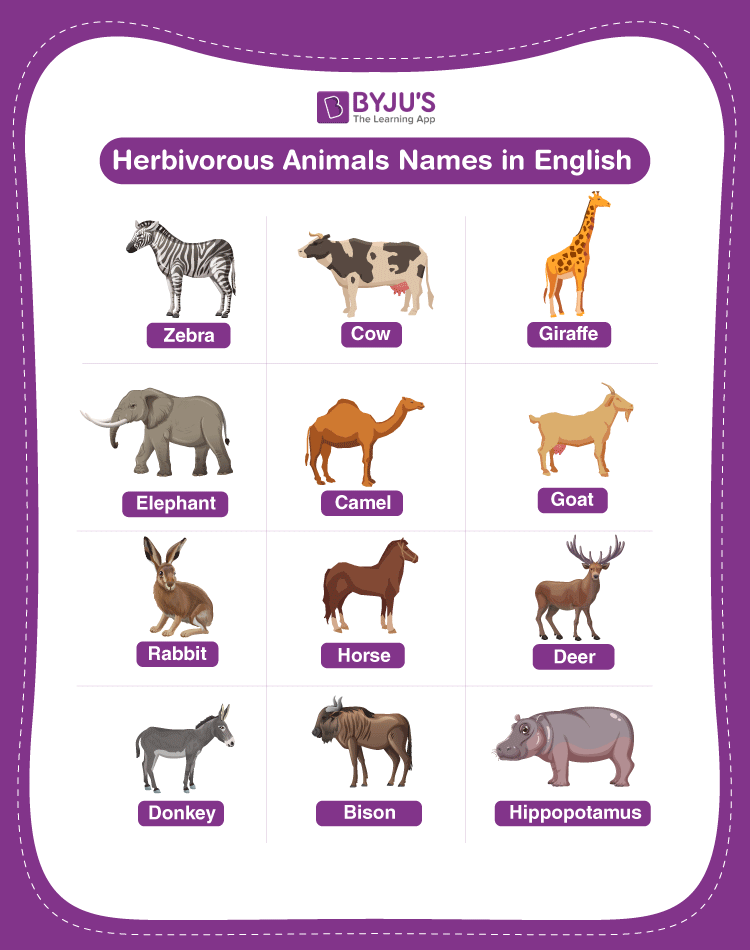 BYJU'S
The Learning App
Herbivorous Animals Names in English
Zebra
Cow
Giraffe
Elephant
Camel
Goat
Rabbit
Horse
Deer
Donkey
Bison
Hippopotamus